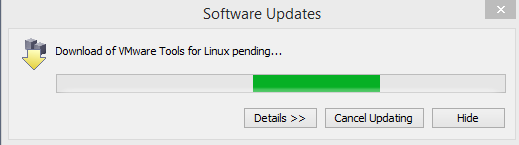 Software Updates
Download of VMware Tools for Linux pending...
Details >> Cancel Updating Hide